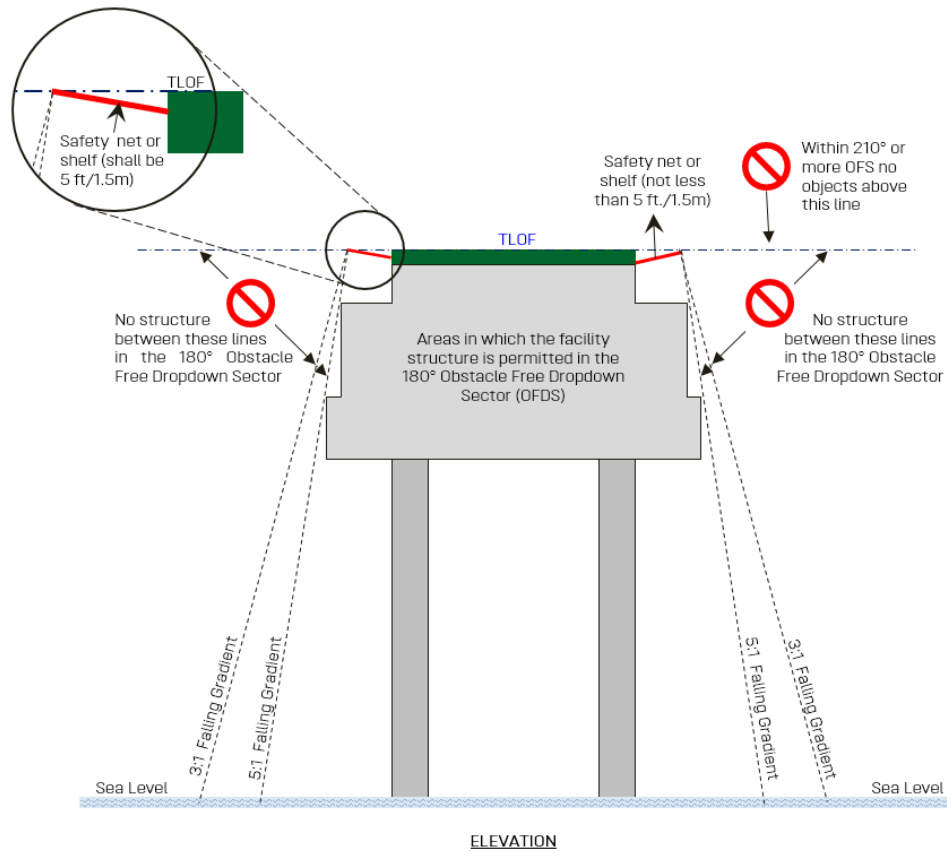 TLOF
Safety net or
shelf (shall be
5 ft/1.5m)
Within 210° or
more OFS no
objects above
this line
Safety net or
shelf (not less
than 5 ft./1.5m)
TLOF
No structure
between these lines
in the 180° Obstacle
Free Dropdown Sector
Areas in which the facility
structure is permitted in the
180° Obstacle Free Dropdown
Sector (OFDS)
No structure
between these lines
in the 180° Obstacle
Free Dropdown Sector
3:1 Falling Gradient
5:1 Falling Gradient
5:1 Falling Gradient
3:1 Falling Gradient
Sea Level
Sea Level
ELEVATION